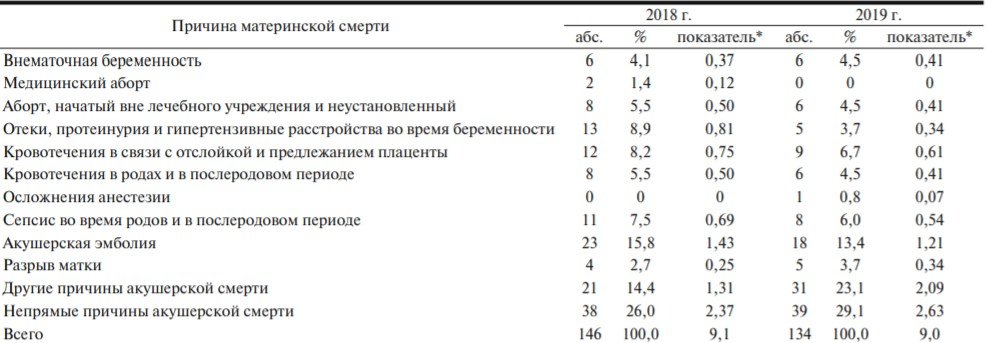 Причина материнской смерти 2018 г. 2019 г.
абс. % показатель* абс. % показатель*
Внематочная беременность 6 4,1 0,37 6 4,5 0,41
Медицинский аборт 2 1,4 0,12 0 0 0
Аборт, начатый вне лечебного учреждения и неустановленный 8 5,5 0,50 6 4,5 0,41
Отеки, протеинурия и гипертензивные расстройства во время беременности 13 8,9 0,81 5 3,7 0,34
Кровотечения в связи с отслойкой и предлежанием плаценты 12 8,2 0,75 9 6,7 0,61
Кровотечения в родах и в послеродовом периоде 8 5,5 0,50 6 4,5 0,41
Осложнения анестезии 0 0 0 1 0,8 0,07
Сепсис во время родов и в послеродовом периоде 11 7,5 0,69 8 6,0 0,54
Акушерская эмболия 23 15,8 1,43 18 13,4 1,21
Разрыв матки 4 2,7 0,25 5 3,7 0,34
Другие причины акушерской смерти 21 14,4 1,31 31 23,1 2,09
Непрямые причины акушерской смерти 38 26,0 2,37 39 29,1 2,63
Всего 146 100,0 9,1 134 100,0 9,0